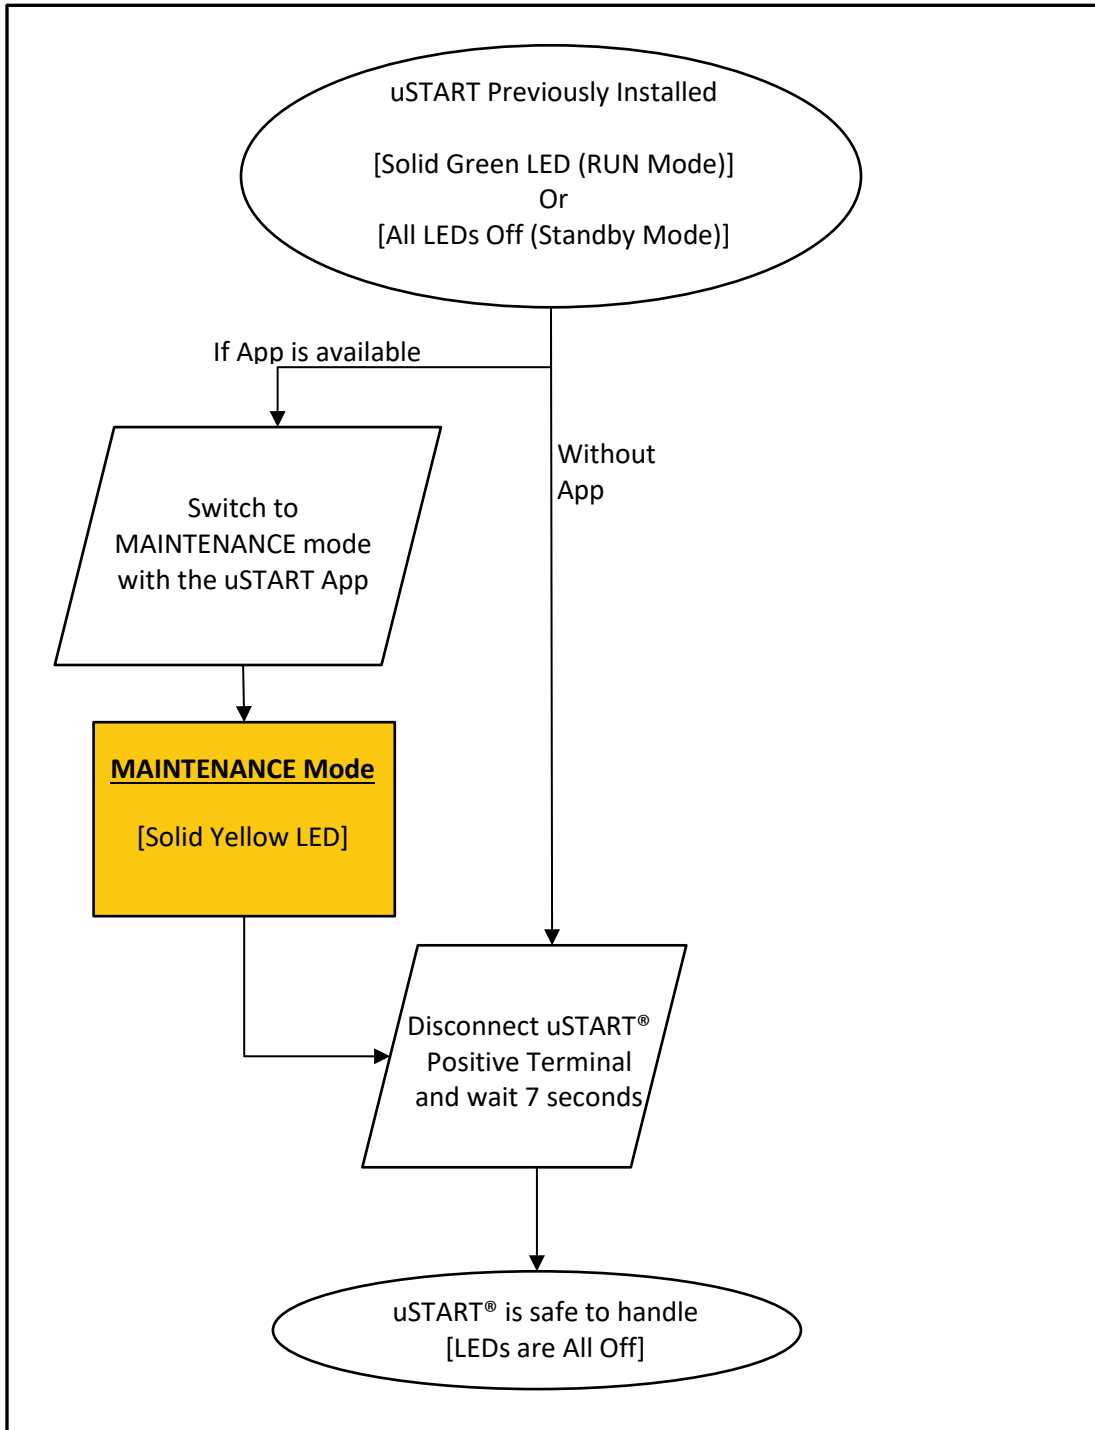 uSTART Previously Installed
[Solid Green LED (RUN Mode)]
Or
[All LEDs Off (Standby Mode)]
If App is available
Without
App
Switch to
MAINTENANCE mode
with the uSTART App
MAINTENANCE Mode
[Solid Yellow LED]
Disconnect uSTART®
Positive Terminal
and wait 7 seconds
uSTART® is safe to handle
[LEDs are All Off]